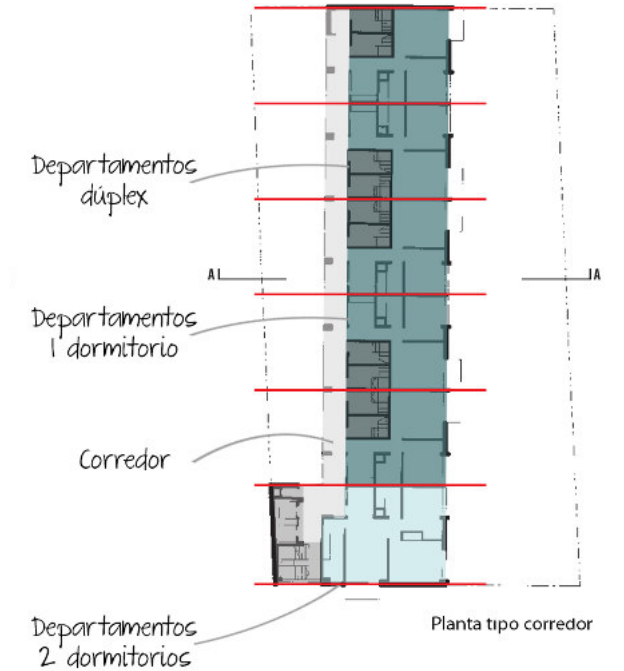 Departamentos
dúplex
A
A
Departamentos
1 dormitorio
Corredor
Departamentos
2 dormitorios
Planta tipo corredor